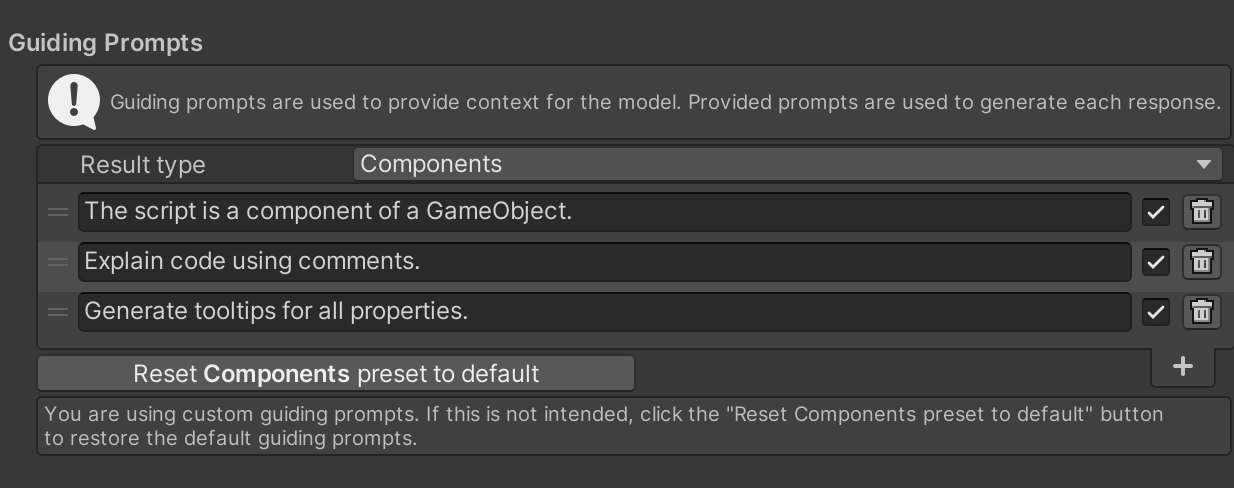 Guiding Prompts
Guiding prompts are used to provide context for the model. Provided prompts are used to generate each response.
Result type
Components
The script is a component of a GameObject.
Explain code using comments.
Generate tooltips for all properties.
Reset Components preset to default
You are using custom guiding prompts. If this is not intended, click the "Reset Components preset to default" button
to restore the default guiding prompts.